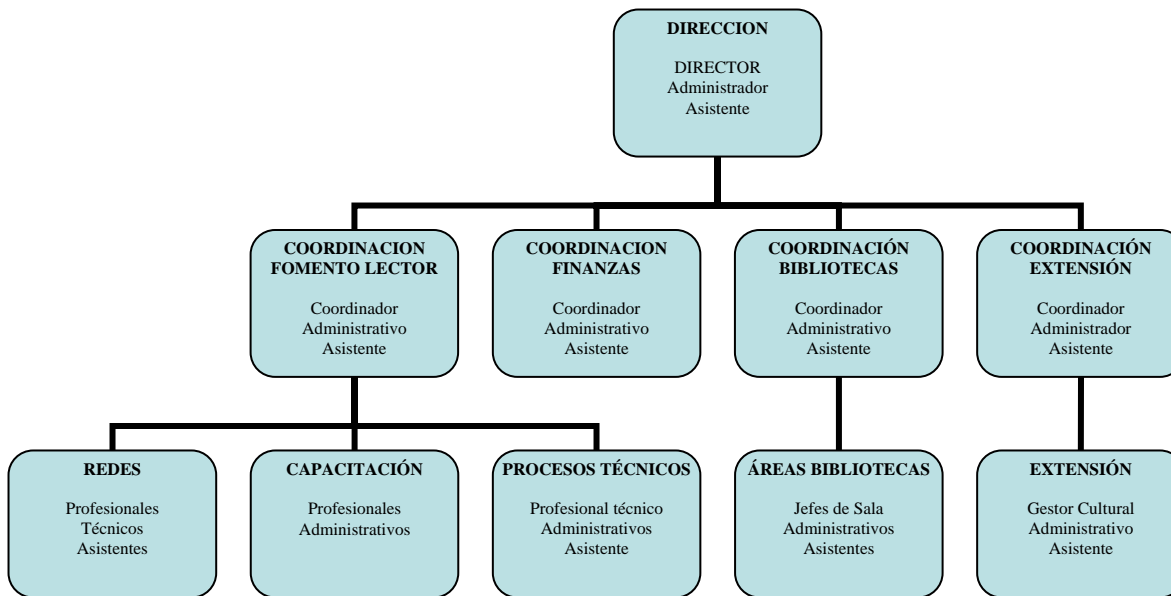 DIRECCION
DIRECTOR
Administrador
Asistente
COORDINACION
FOMENTO LECTOR
Coordinador
Administrativo
Asistente
COORDINACION
FINANZAS
Coordinador
Administrativo
Asistente
COORDINACIÓN
BIBLIOTECAS
Coordinador
Administrativo
Asistente
COORDINACIÓN
EXTENSIÓN
Coordinador
Administrador
Asistente
REDES
Profesionales
Técnicos
Asistentes
CAPACITACIÓN
Profesionales
Administrativos
PROCESOS TÉCNICOS
Profesional técnico
Administrativos
Asistente
ÁREAS BIBLIOTECAS
Jefes de Sala
Administrativos
Asistentes
EXTENSIÓN
Gestor Cultural
Administrativo
Asistente